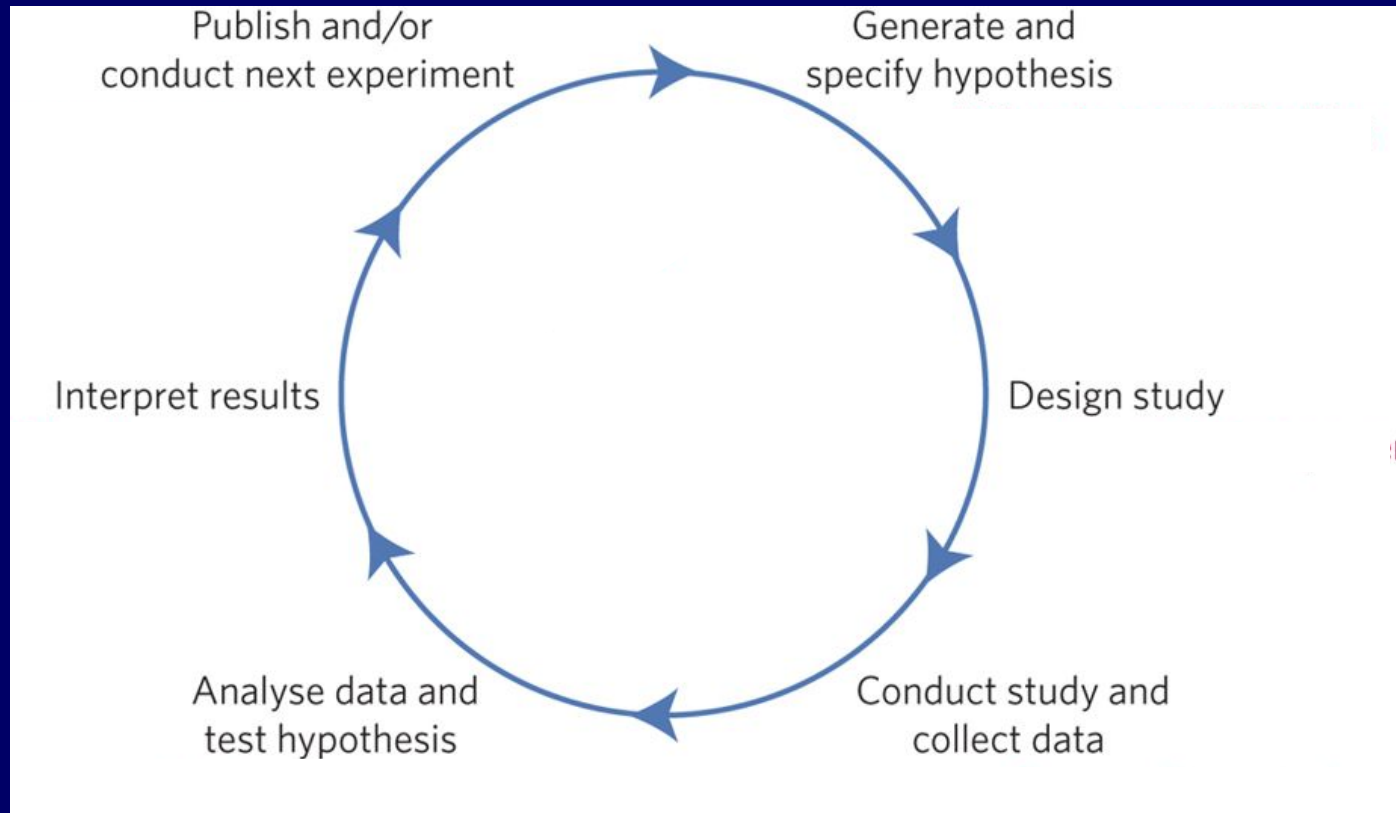 Publish and/or
conduct next experiment
Generate and
specify hypothesis
Design study
Conduct study and
collect data
Analyse data and
test hypothesis
Interpret results